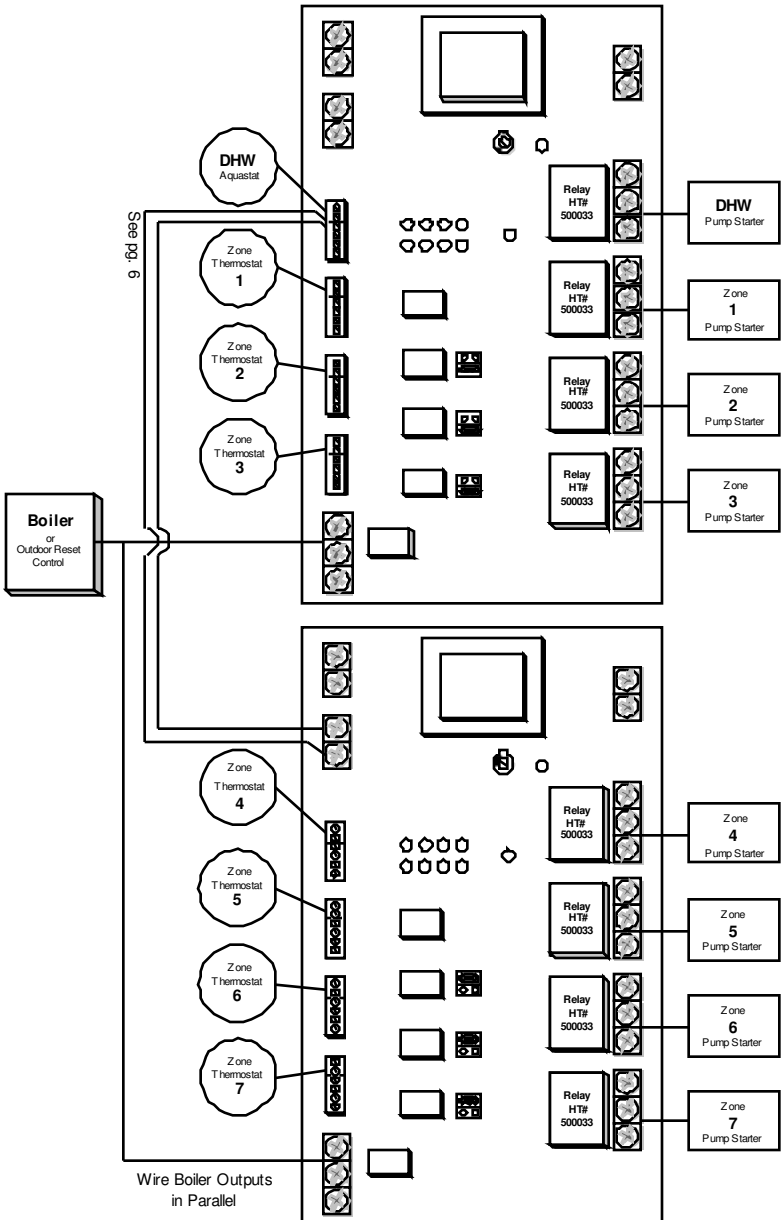 DHW
Aquastat
See pg. 6
Zone
Thermostat
1
Zone
Thermostat
2
Zone
Thermostat
3
Boiler
or
Outdoor Reset
Control
Relay
HT#
500033
Relay
HT#
500033
Relay
HT#
500033
Relay
HT#
500033
DHW
Pump Starter
Zone
1
Pump Starter
Zone
2
Pump Starter
Zone
3
Pump Starter
Zone
Thermostat
4
Zone
Thermostat
5
Zone
Thermostat
6
Zone
Thermostat
7
Wire Boiler Outputs
in Parallel
Relay
HT#
500033
Relay
HT#
500033
Relay
HT#
500033
Relay
HT#
500033
Zone
4
Pump Starter
Zone
5
Pump Starter
Zone
6
Pump Starter
Zone
7
Pump Starter